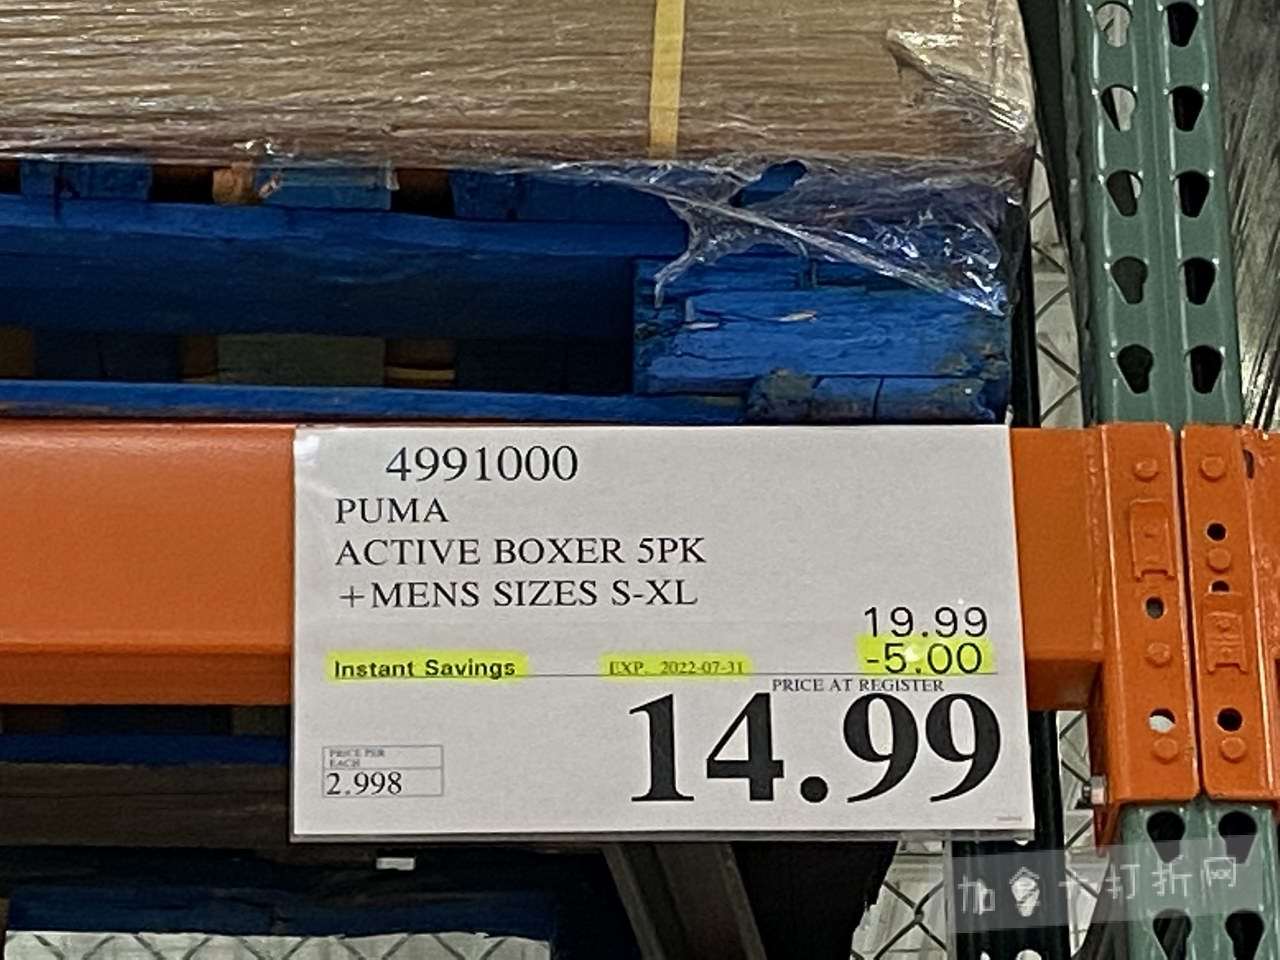 4991000
PUMA
ACTIVE BOXER 5PK
+MENS SIZES S-XL
19.99
Instant Savings EXP. 2022-07-31 -5.00
PRICE AT REGISTER
14.99
PRICE PER
EACH
2.998
加拿大打折网